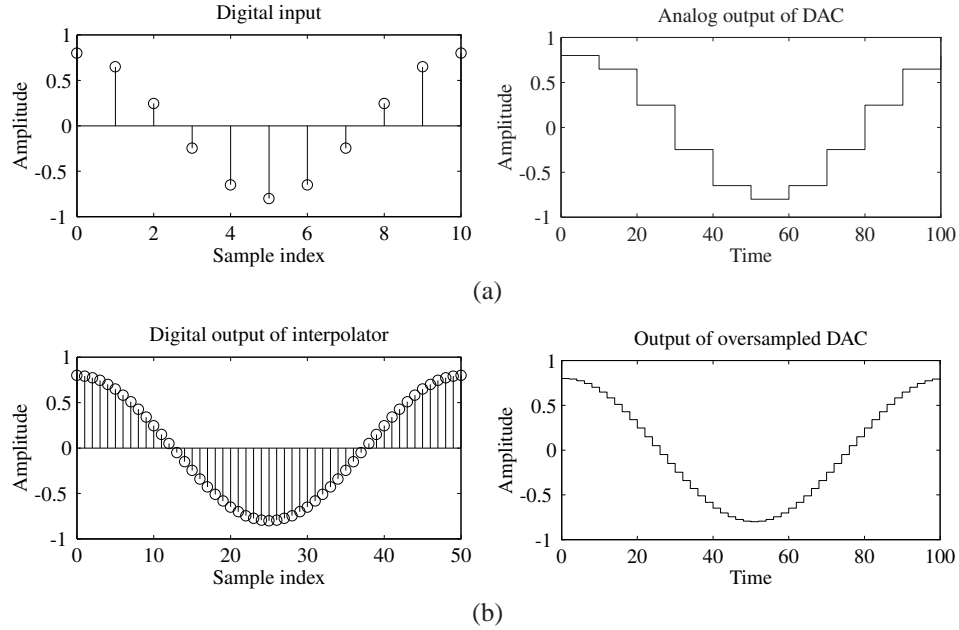 Digital input
1
0.5
0
-0.5
-1
Amplitude
0 2 4 6 8 10
Sample index
Analog output of DAC
1
0.5
0
-0.5
-1
Amplitude
0 20 40 60 80 100
Time
(a)
Digital output of interpolator
1
0.5
0
-0.5
-1
Amplitude
0 10 20 30 40 50
Sample index
Output of oversampled DAC
1
0.5
0
-0.5
-1
Amplitude
0 20 40 60 80 100
Time
(b)